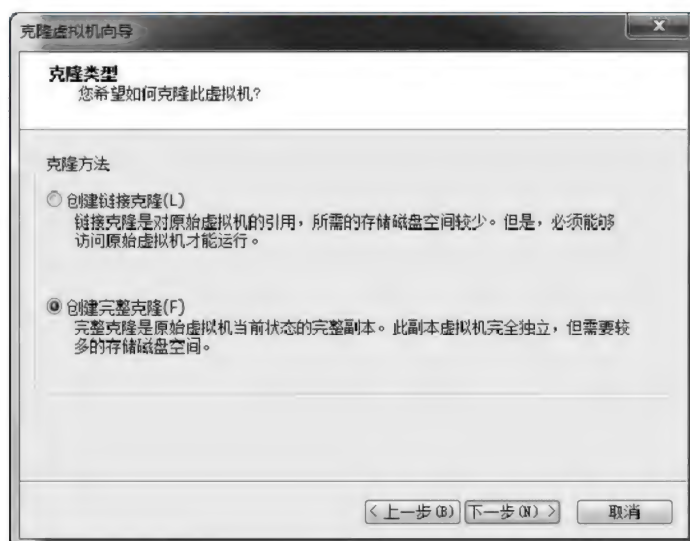 克隆虚拟机向导
克隆类型
您希望如何克隆此虚拟机?
克隆方法
创建链接克隆(L)
链接克隆是对原始虚拟机的引用，所需的存储磁盘空间较少。但是，必须能够
访问原始虚拟机才能运行。
创建完整克隆(F)
完整克隆是原始虚拟机当前状态的完整副本。此副本虚拟机完全独立，但需要较
多的存储磁盘空间。
< 上一步(B) 下一步(N) > 取消